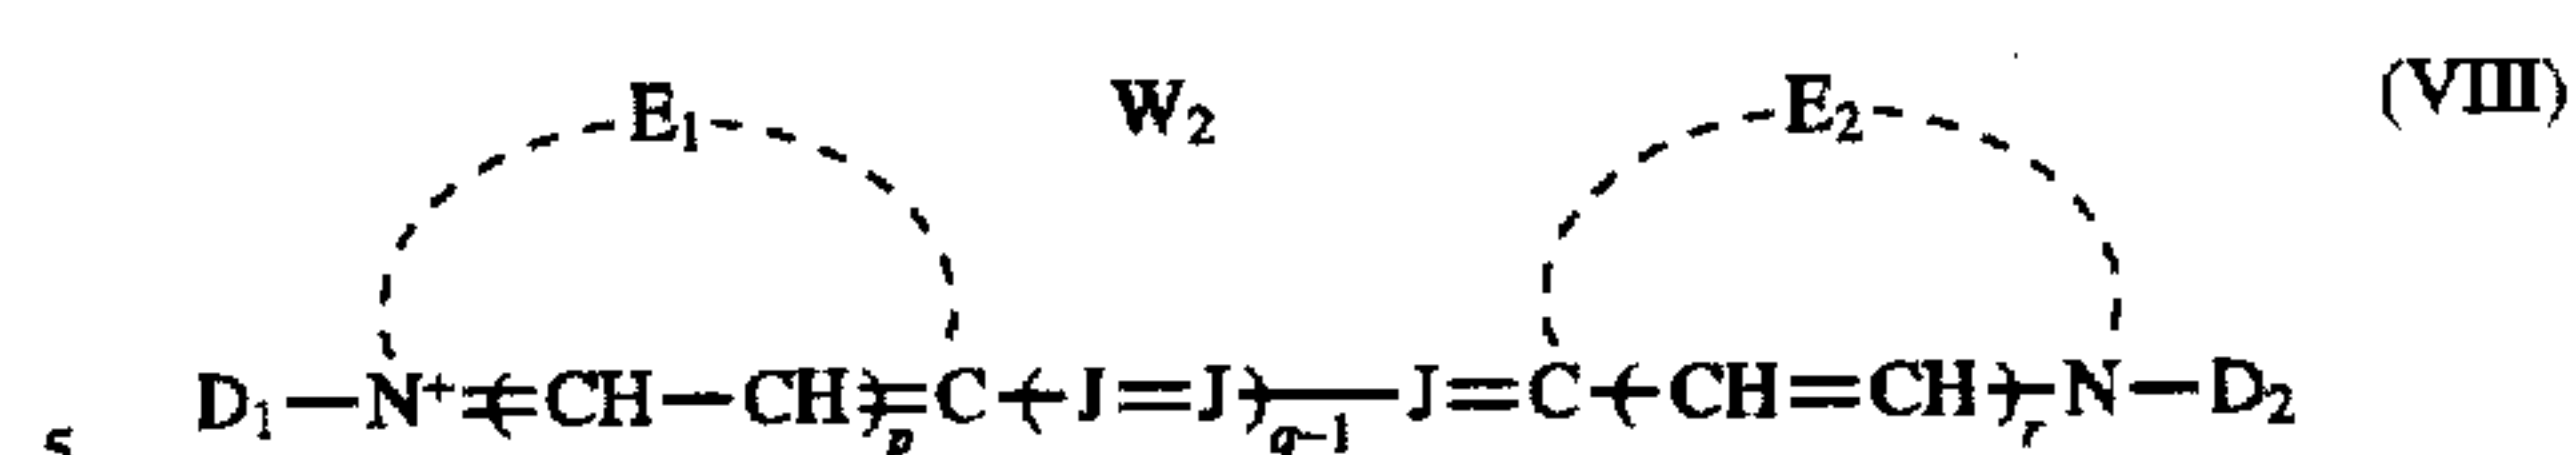 E₁ W₂ E₂ (VIII)
5 D₁—N⁺=(CH—CH)ₚ=C—(J=J)q₋₁—J=C—(CH=CH)ᵣ—N—D₂